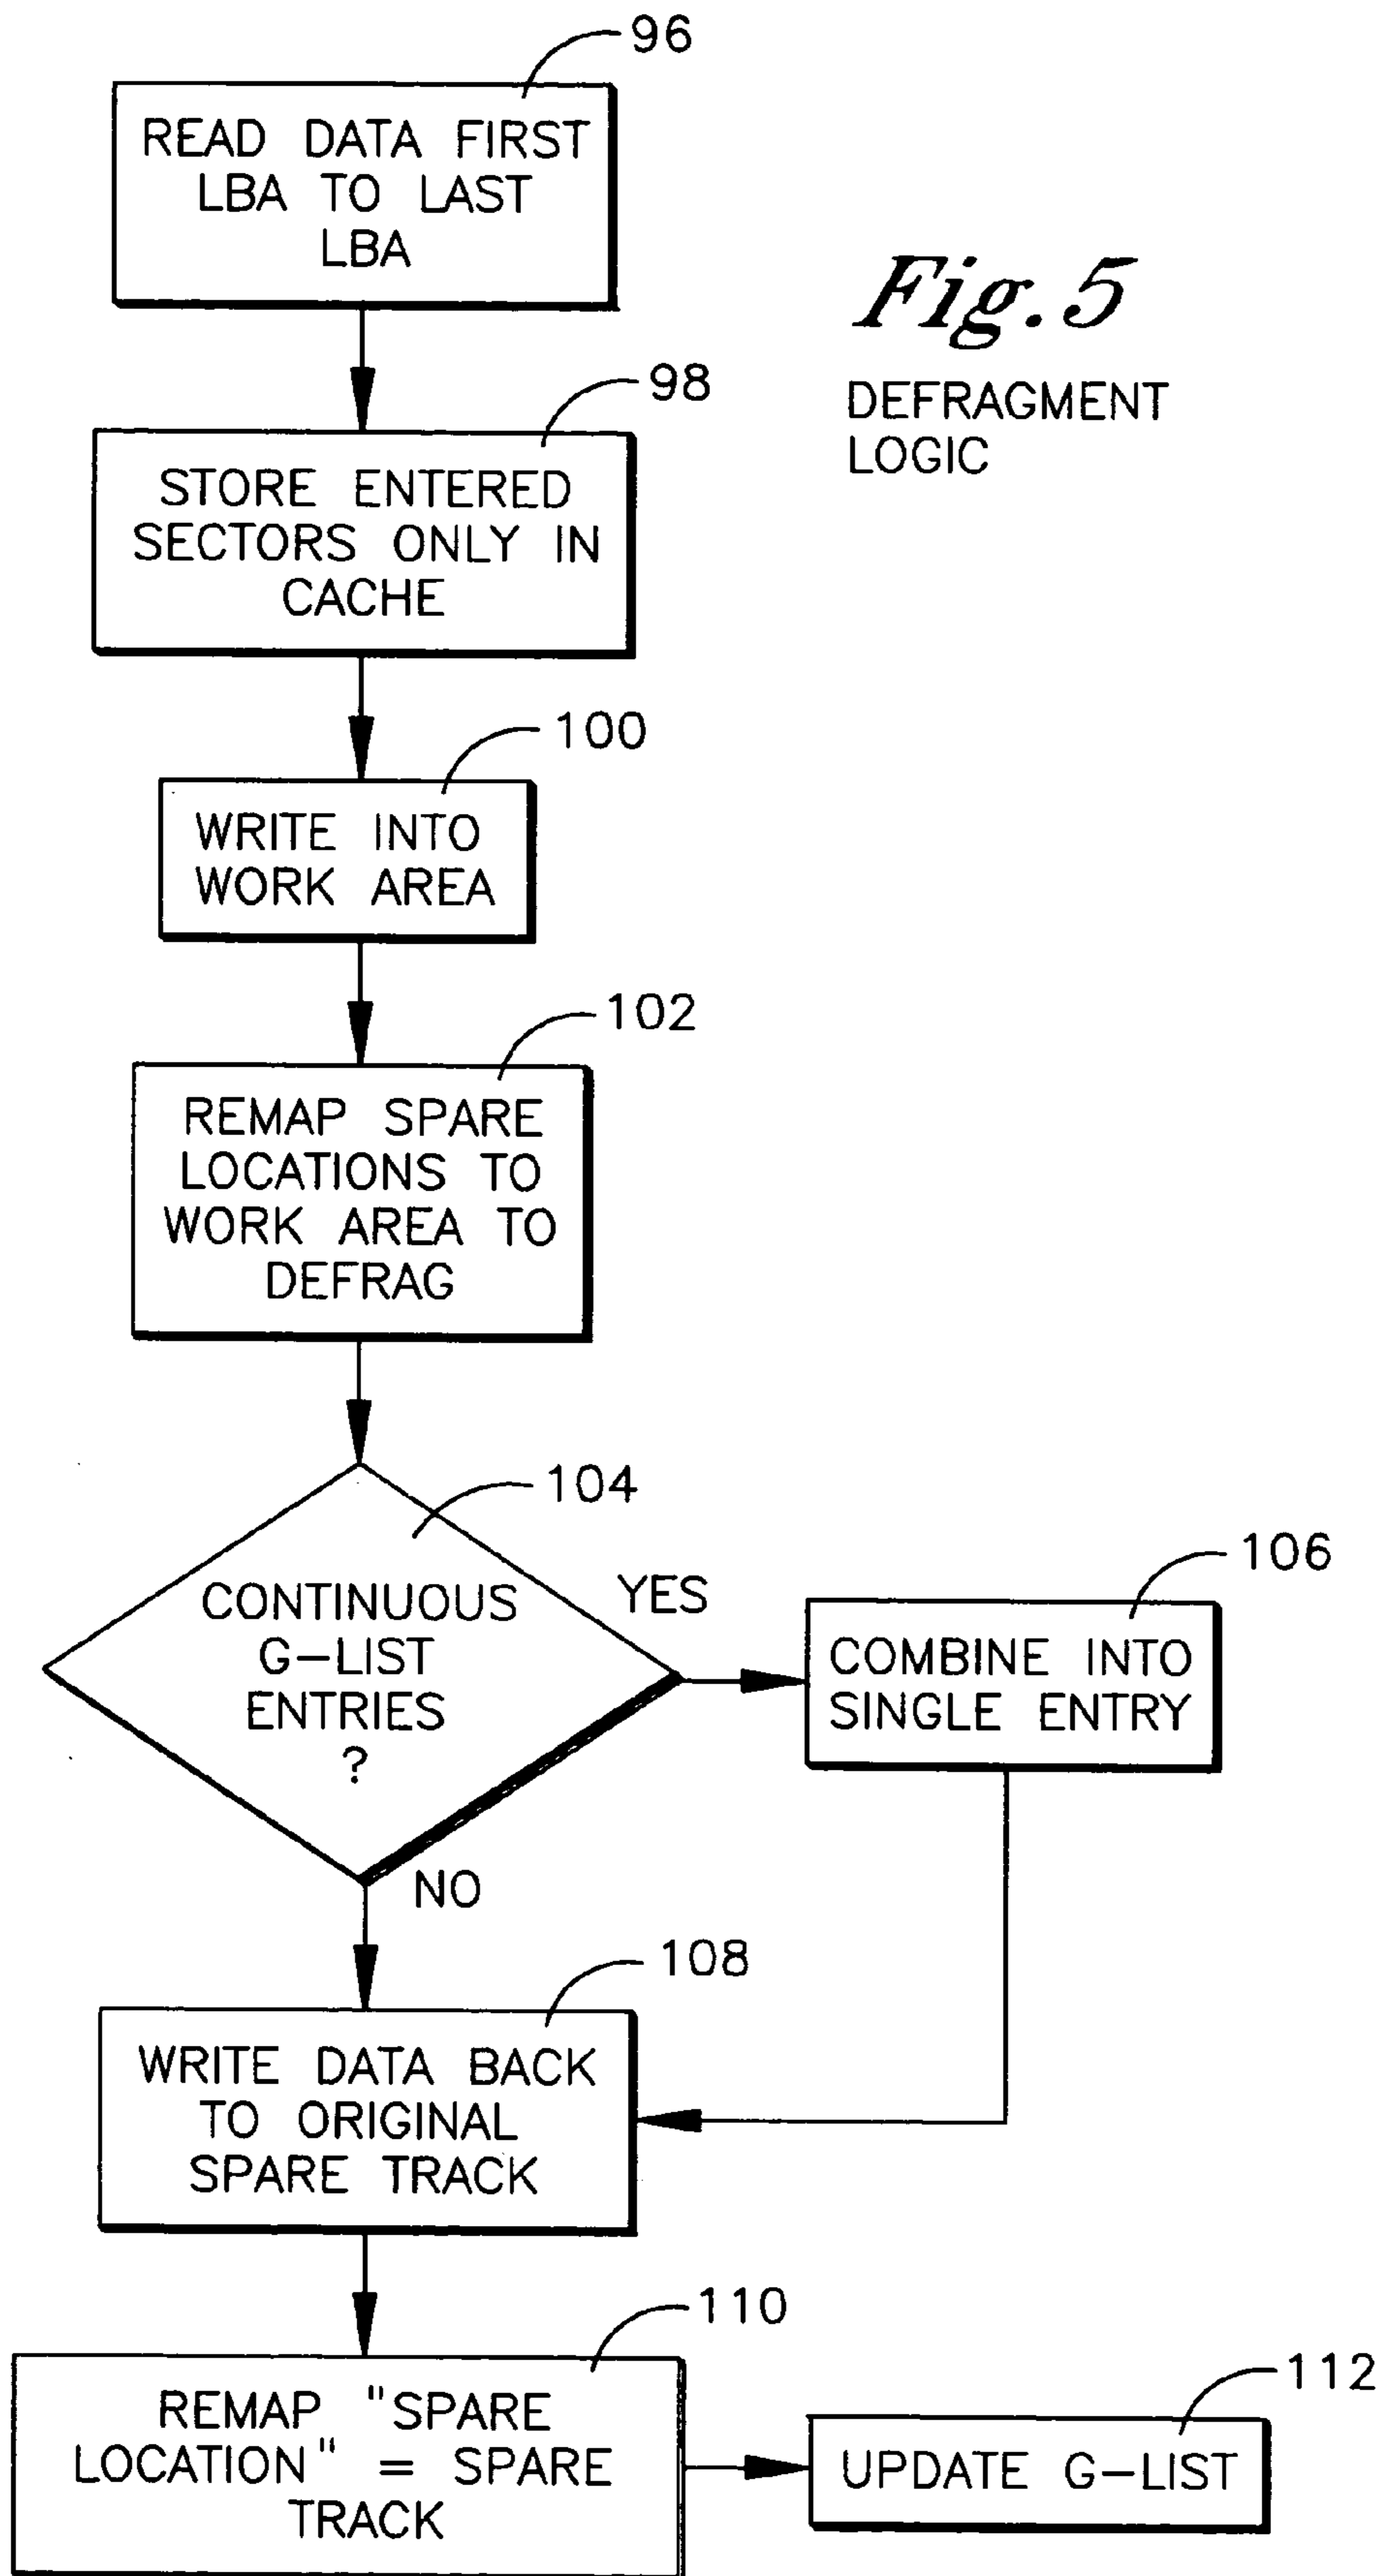 96
READ DATA FIRST
LBA TO LAST
LBA
Fig. 5
DEFRAGMENT
LOGIC
98
STORE ENTERED
SECTORS ONLY IN
CACHE
100
WRITE INTO
WORK AREA
102
REMAP SPARE
LOCATIONS TO
WORK AREA TO
DEFRAG
104
CONTINUOUS
G-LIST
ENTRIES
?
YES
106
COMBINE INTO
SINGLE ENTRY
NO
108
WRITE DATA BACK
TO ORIGINAL
SPARE TRACK
110
REMAP "SPARE
LOCATION" = SPARE
TRACK
112
UPDATE G-LIST